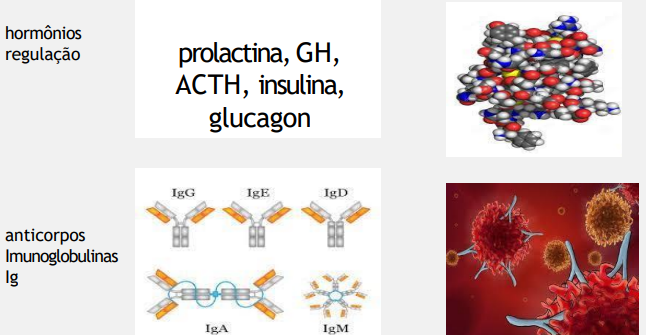 hormônios
regulação
prolactina, GH,
ACTH, insulina,
glucagon
anticorpos
Imunoglobulinas
Ig
IgG IgE IgD
IgA IgM